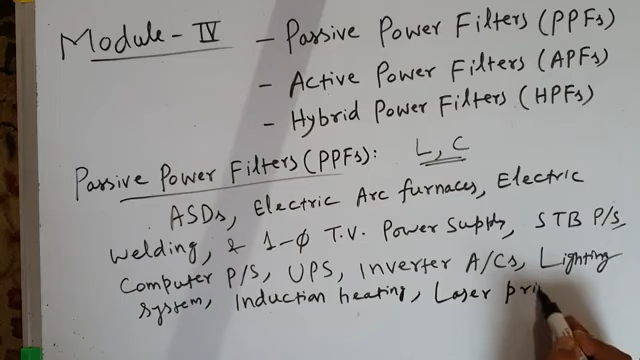 Module - IV - Passive Power Filters (PPFs)
- Active Power Filters (APFs)
- Hybrid Power Filters (HPFs)
Passive Power Filters (PPFs): L, C
ASDs, Electric Arc furnaces, Electric
welding, & 1-ϕ T.V. Power Supply, STB P/S,
Computer P/S, UPS, Inverter A/Cs, Lighting
system, Induction heating, Laser pri